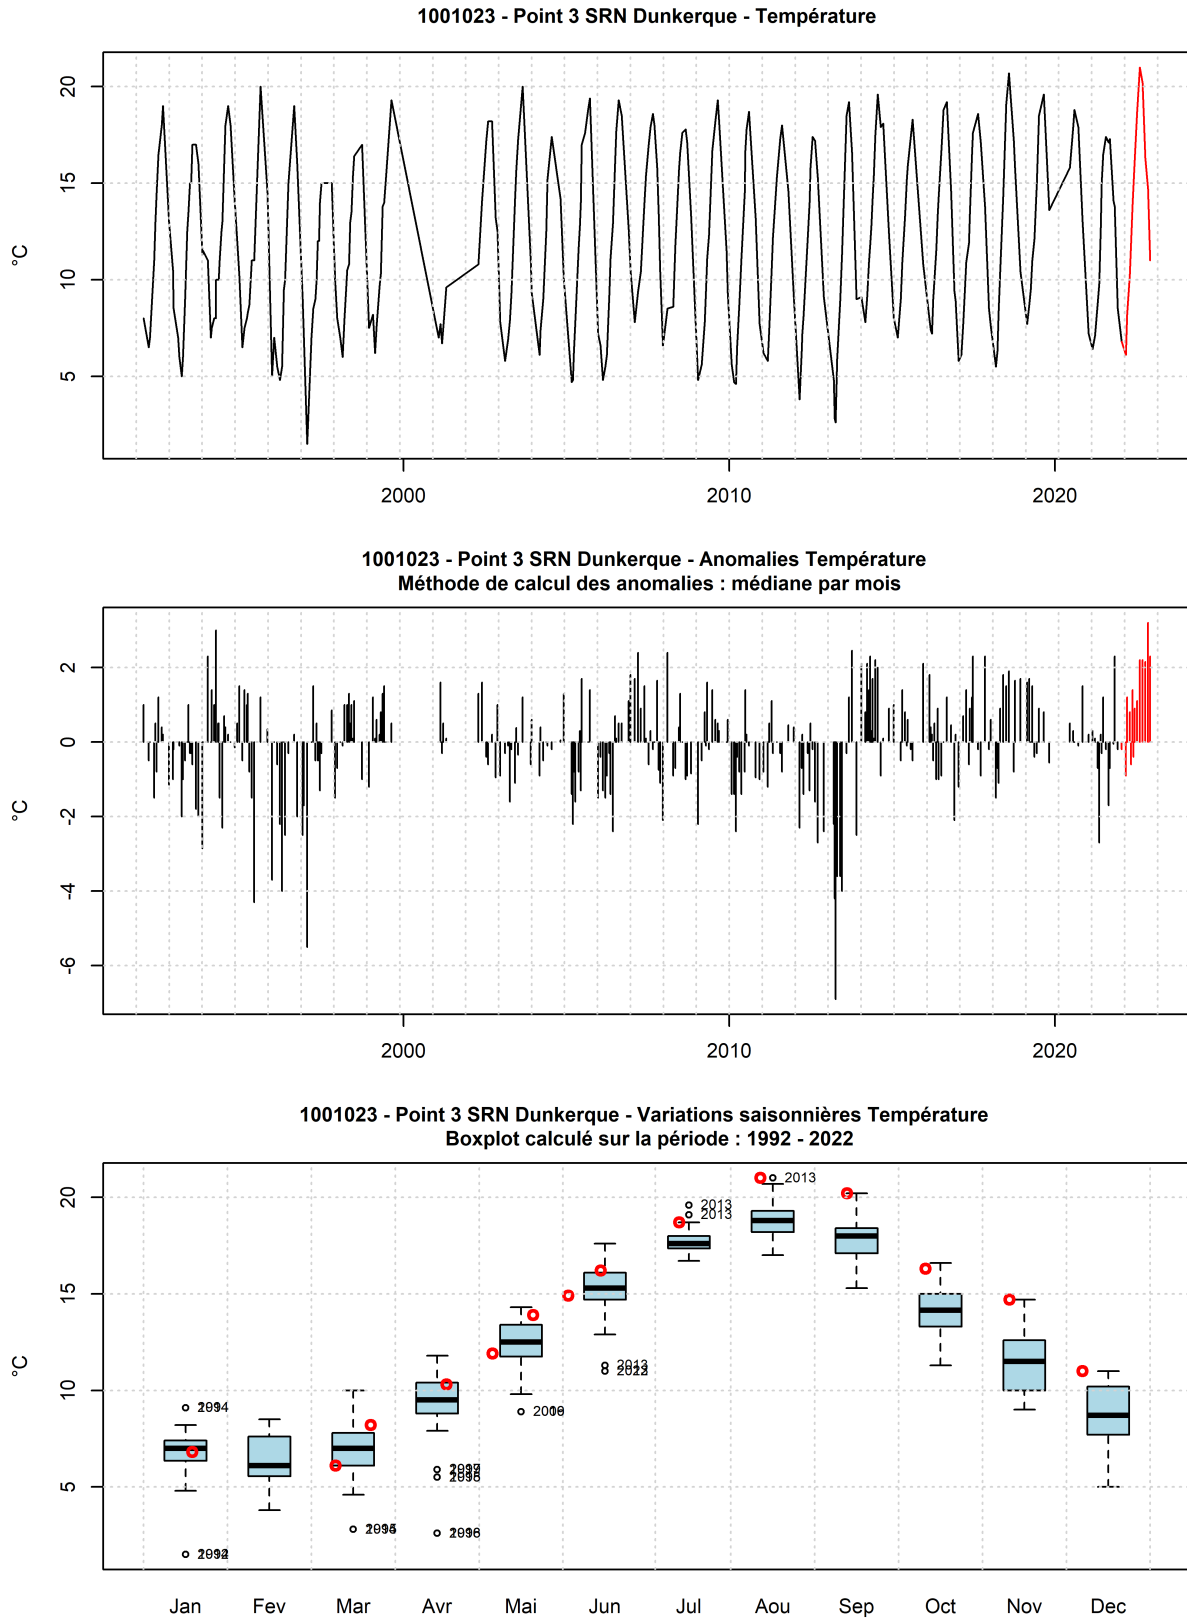 1001023 - Point 3 SRN Dunkerque - Température
20
15
10
5
°C
2000 2010 2020
1001023 - Point 3 SRN Dunkerque - Anomalies Température
Méthode de calcul des anomalies : médiane par mois
2
0
-2
-4
-6
°C
2000 2010 2020
1001023 - Point 3 SRN Dunkerque - Variations saisonnières Température
Boxplot calculé sur la période : 1992 - 2022
20
15
10
5
°C
2013
2013
2013
Jan Fev Mar Avr Mai Jun Jul Aou Sep Oct Nov Dec